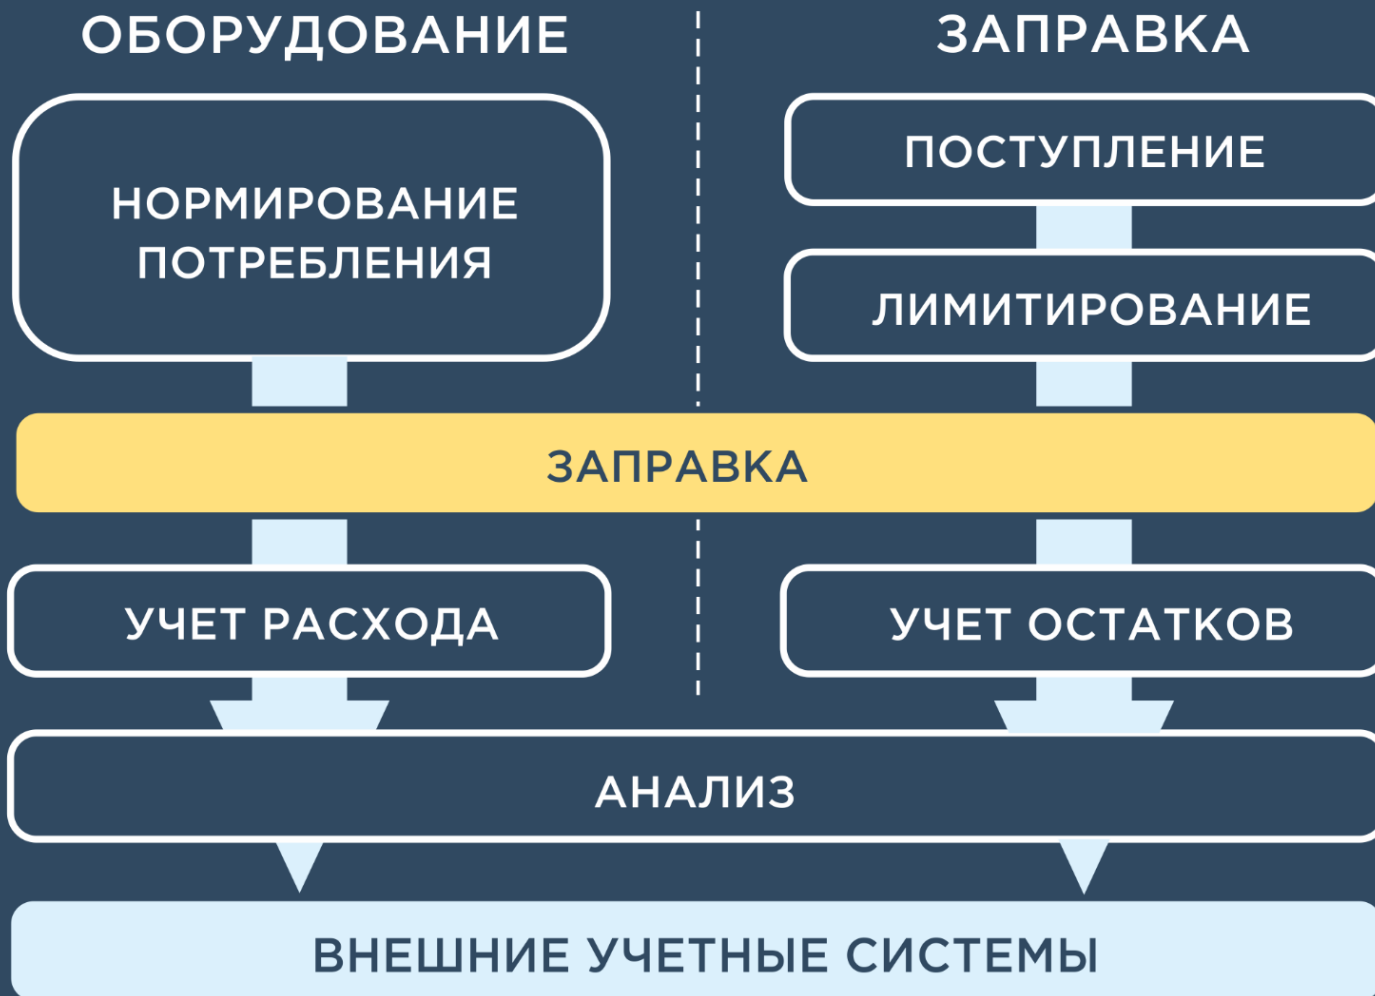 ОБОРУДОВАНИЕ
ЗАПРАВКА
НОРМИРОВАНИЕ
ПОТРЕБЛЕНИЯ
ПОСТУПЛЕНИЕ
ЛИМИТИРОВАНИЕ
ЗАПРАВКА
УЧЕТ РАСХОДА
УЧЕТ ОСТАТКОВ
АНАЛИЗ
ВНЕШНИЕ УЧЕТНЫЕ СИСТЕМЫ